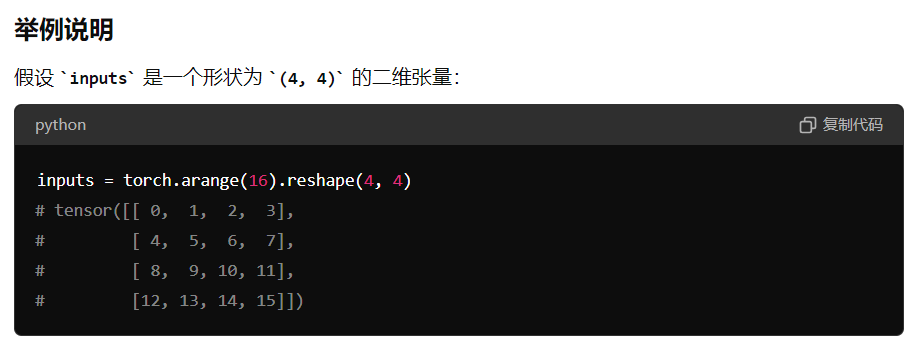 举例说明
假设 `inputs` 是一个形状为 `(4, 4)` 的二维张量：
python 复制代码
inputs = torch.arange(16).reshape(4, 4)
# tensor([[ 0,  1,  2,  3],
#         [ 4,  5,  6,  7],
#         [ 8,  9, 10, 11],
#         [12, 13, 14, 15]])